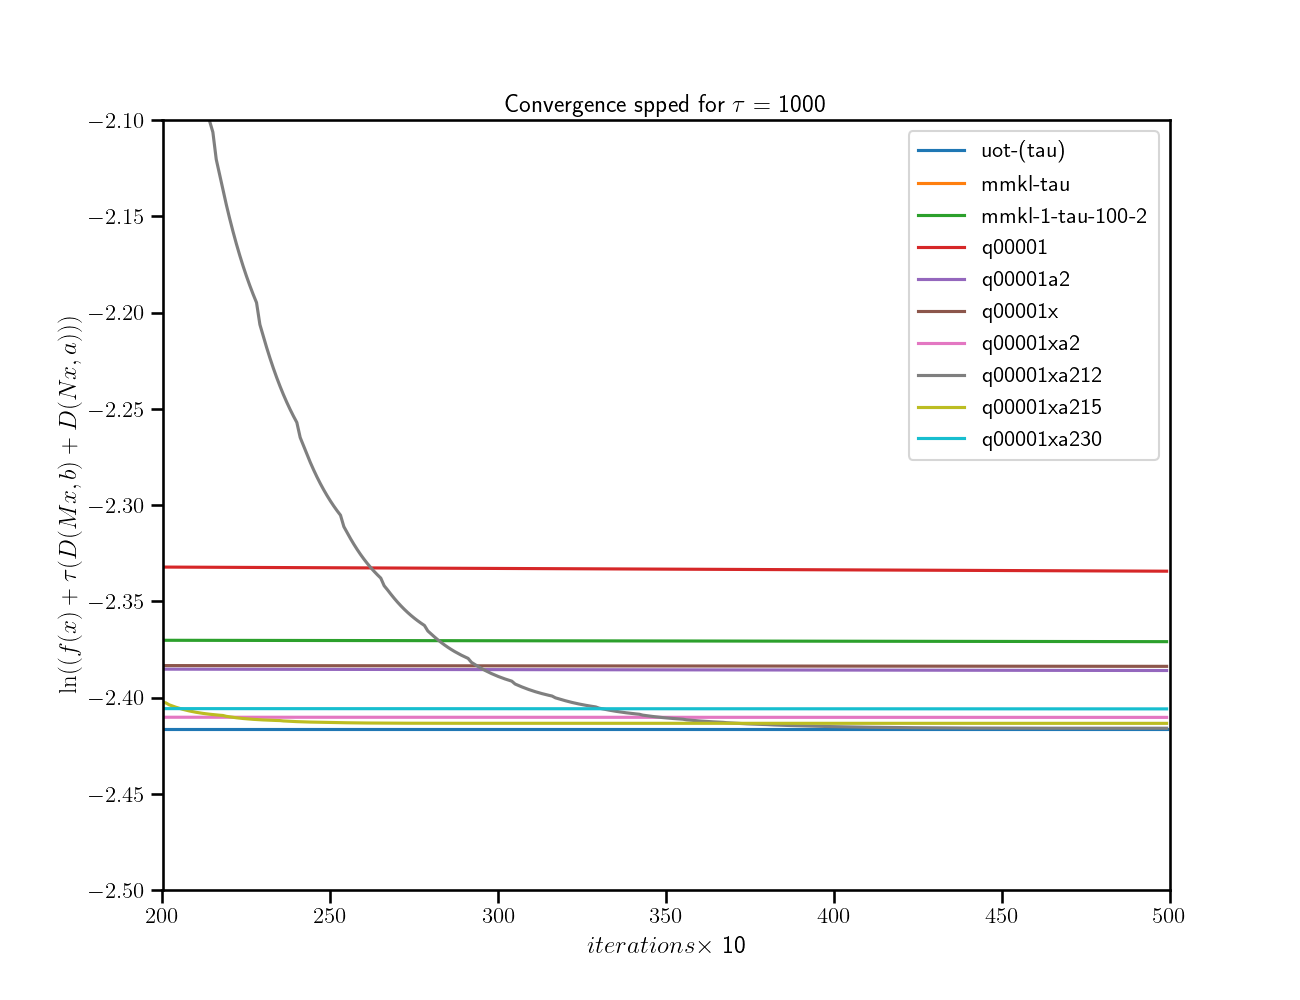 Convergence spped for τ = 1000
−2.10
−2.15
−2.20
−2.25
−2.30
−2.35
−2.40
−2.45
−2.50
ln((f(x) + τ(D(Mx, b) + D(Nx, a)))
uot-(tau)
mmkl-tau
mmkl-1-tau-100-2
q00001
q00001a2
q00001x
q00001xa2
q00001xa212
q00001xa215
q00001xa230
200 250 300 350 400 450 500
iterations× 10